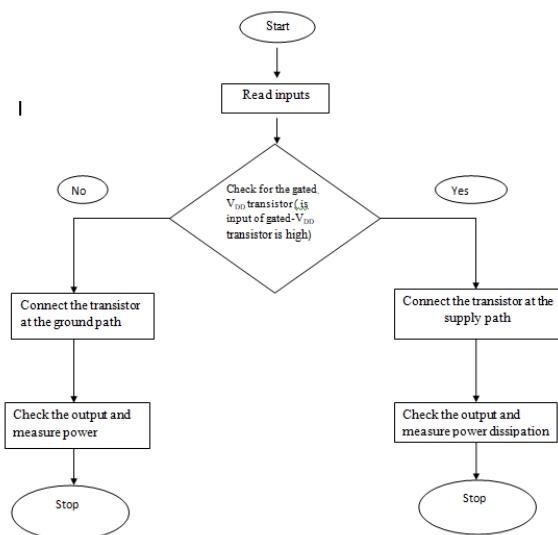 Start
Read inputs
I
No
Check for the gated.
V_DD transistor( is
input of gated-V_DD
transistor is high)
Yes
Connect the transistor
at the ground path
Connect the transistor at the
supply path
Check the output and
measure power
Check the output and
measure power dissipation
Stop
Stop